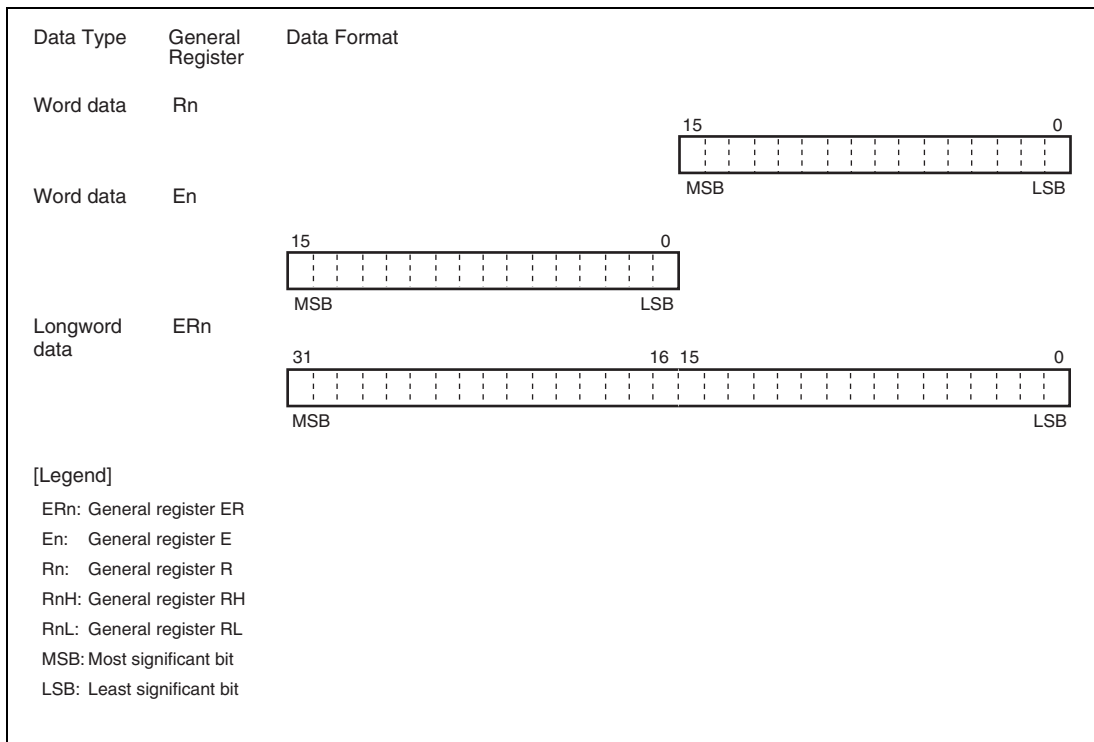 Data Type General Register Data Format
Word data Rn
15 0
MSB LSB
Word data En
15 0
MSB LSB
Longword data ERn
31 16 15 0
MSB LSB
[Legend]
ERn: General register ER
En: General register E
Rn: General register R
RnH: General register RH
RnL: General register RL
MSB: Most significant bit
LSB: Least significant bit